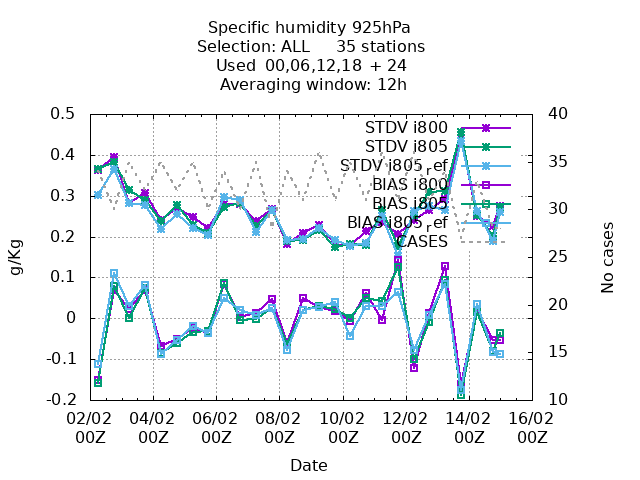 Specific humidity 925hPa
Selection: ALL 35 stations
Used 00,06,12,18 + 24
Averaging window: 12h
0.5
0.4
0.3
0.2
0.1
0
-0.1
-0.2
g/Kg
40
35
30
25
20
15
10
No cases
STDV i800
STDV i805
STDV i805ref
BIAS i800
BIAS i805
BIAS i805ref
CASES
02/02 04/02 06/02 08/02 10/02 12/02 14/02 16/02
00Z 00Z 00Z 00Z 00Z 00Z 00Z 00Z
Date